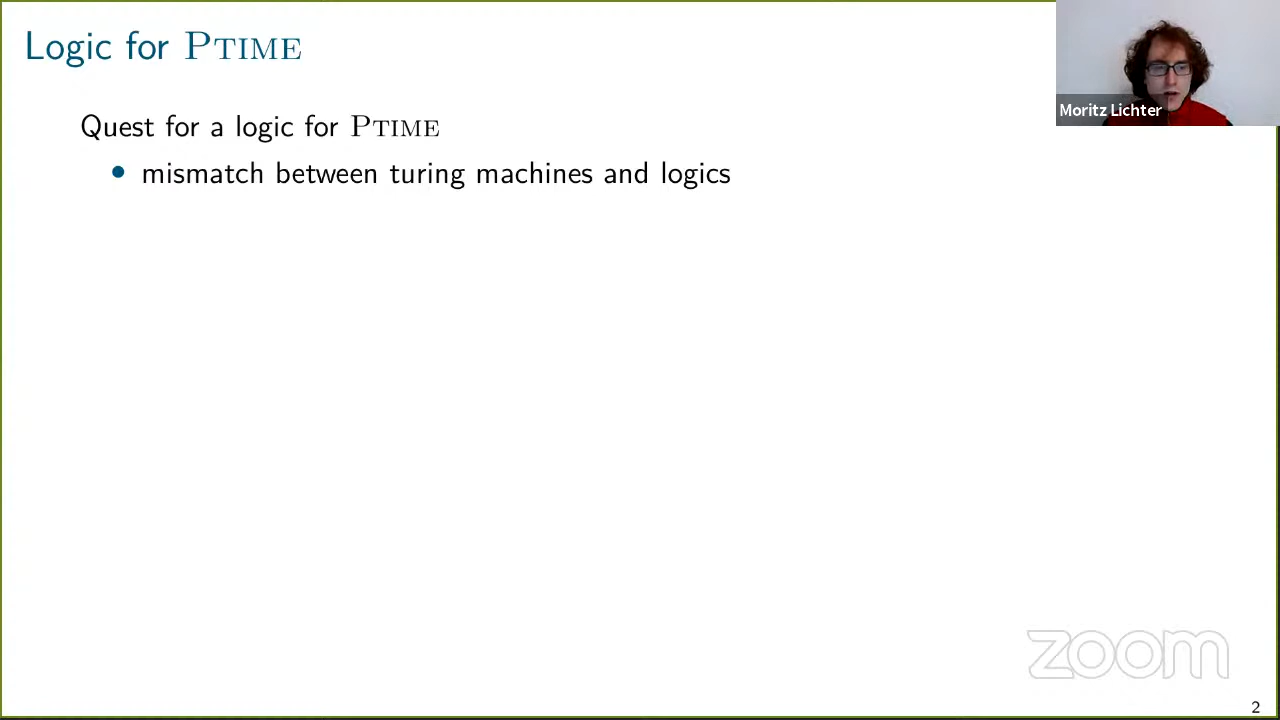 Logic for PTIME
Moritz Lichter
Quest for a logic for PTIME
• mismatch between turing machines and logics
zoom
2